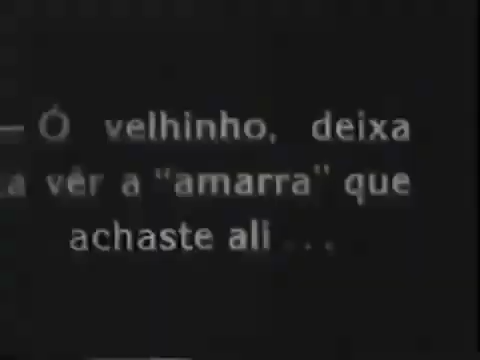 — Ó velhinho, deixa
a vêr a "amarra" que
achaste ali ...